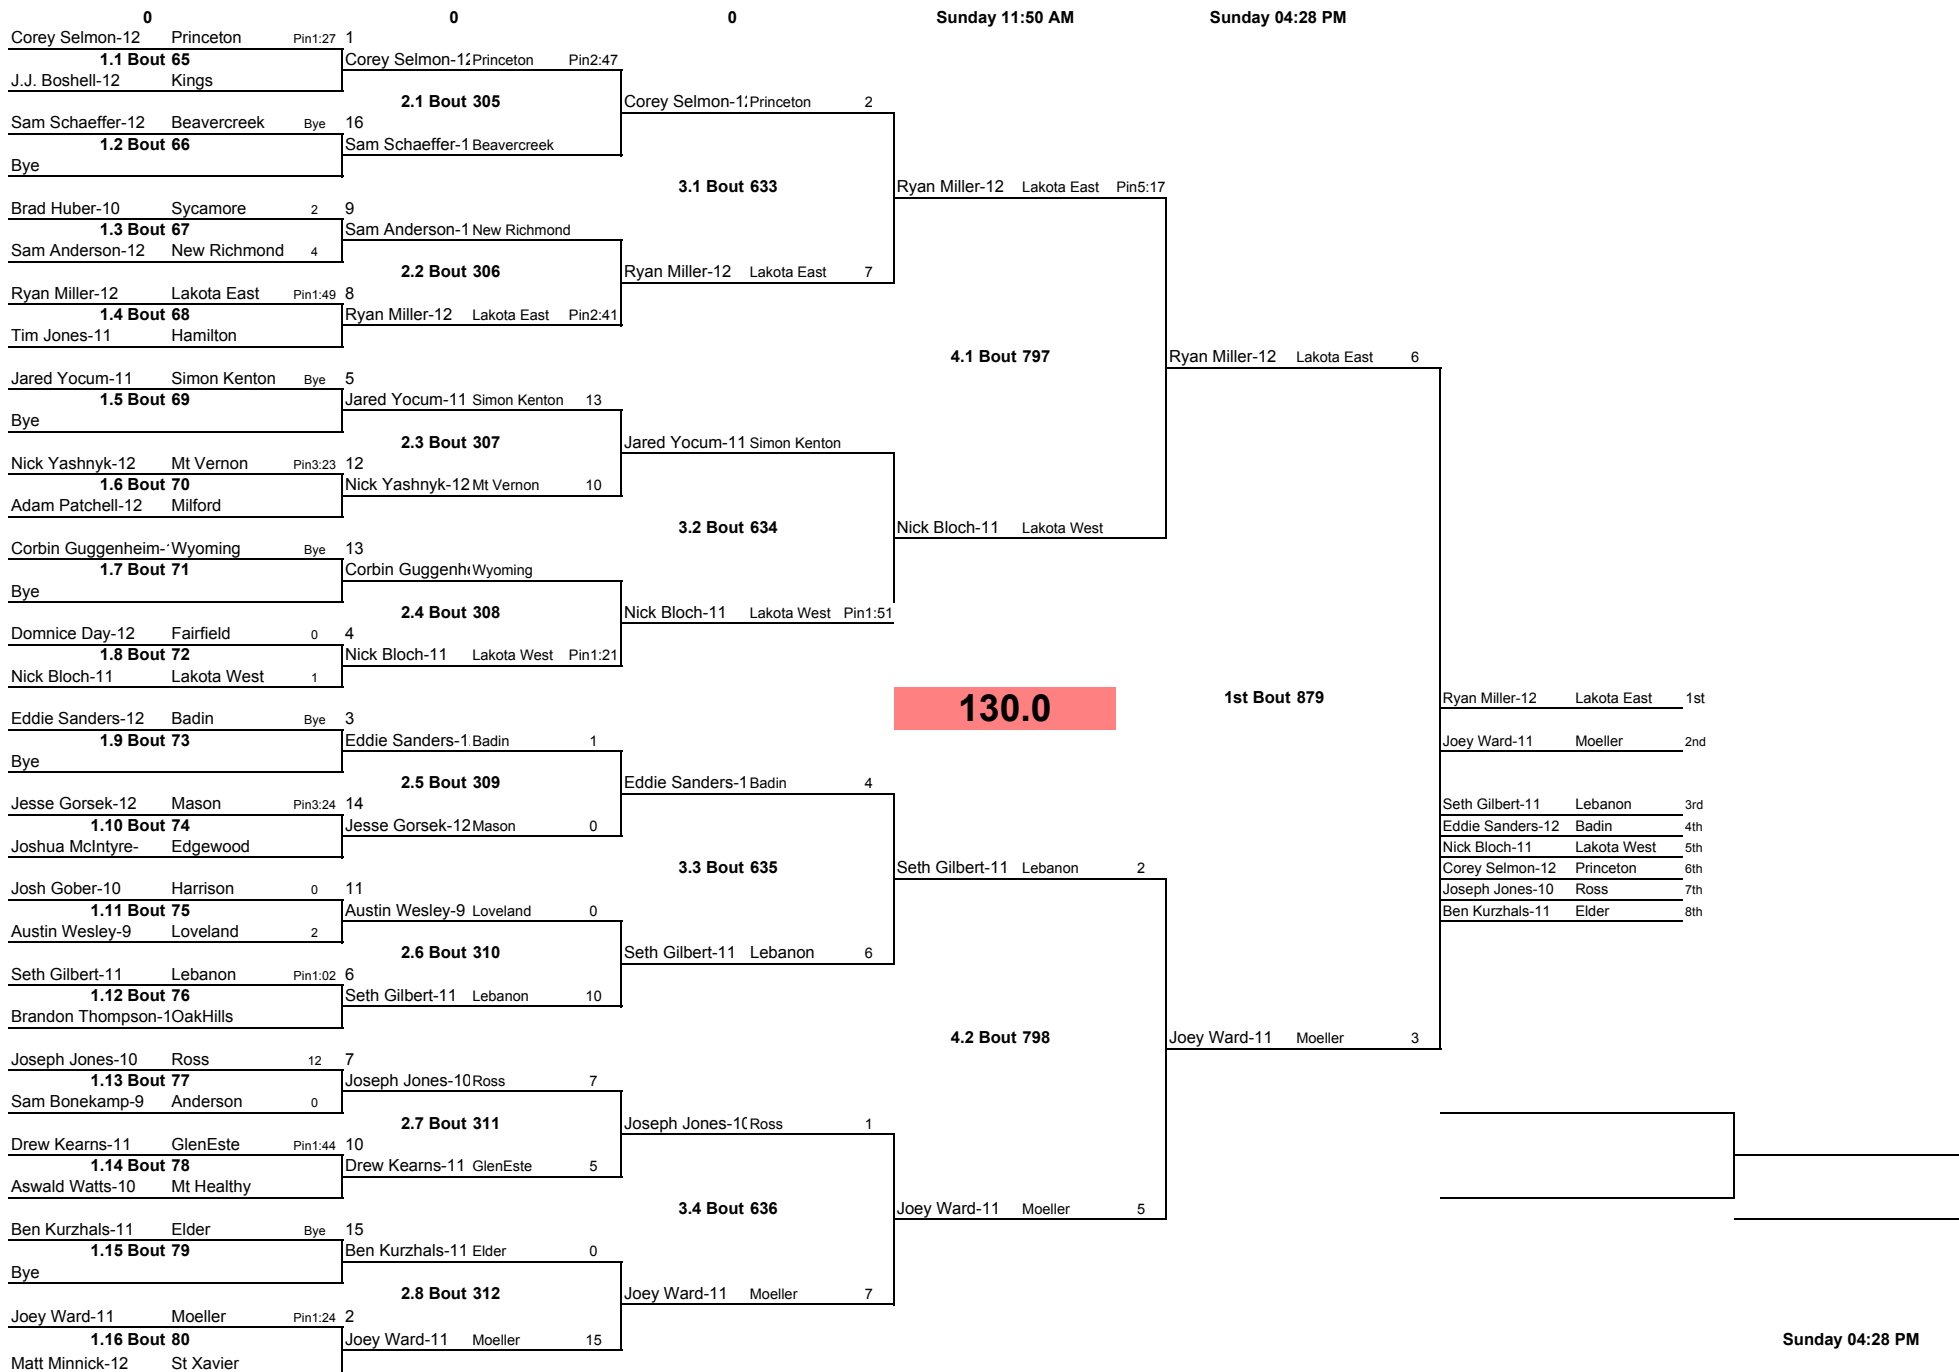 0 0 0 Sunday 11:50 AM Sunday 04:28 PM
Corey Selmon-12 Princeton Pin1:27 1
1.1 Bout 65 Corey Selmon-12 Princeton Pin2:47
J.J. Boshell-12 Kings
2.1 Bout 305 Corey Selmon-12 Princeton 2
Sam Schaeffer-12 Beavercreek Bye 16
1.2 Bout 66 Sam Schaeffer-1 Beavercreek
Bye
3.1 Bout 633 Ryan Miller-12 Lakota East Pin5:17
Brad Huber-10 Sycamore 2 9
1.3 Bout 67 Sam Anderson-1 New Richmond
Sam Anderson-12 New Richmond 4
2.2 Bout 306 Ryan Miller-12 Lakota East 7
Ryan Miller-12 Lakota East Pin1:49 8
1.4 Bout 68 Ryan Miller-12 Lakota East Pin2:41
Tim Jones-11 Hamilton
4.1 Bout 797 Ryan Miller-12 Lakota East 6
Jared Yocum-11 Simon Kenton Bye 5
1.5 Bout 69 Jared Yocum-11 Simon Kenton 13
Bye
2.3 Bout 307 Jared Yocum-11 Simon Kenton
Nick Yashnyk-12 Mt Vernon Pin3:23 12
1.6 Bout 70 Nick Yashnyk-12 Mt Vernon 10
Adam Patchell-12 Milford
3.2 Bout 634 Nick Bloch-11 Lakota West
Corbin Guggenheim- Wyoming Bye 13
1.7 Bout 71 Corbin Guggenh Wyoming
Bye
2.4 Bout 308 Nick Bloch-11 Lakota West Pin1:51
Domnice Day-12 Fairfield 0 4
1.8 Bout 72 Nick Bloch-11 Lakota West Pin1:21
Nick Bloch-11 Lakota West 1
130.0 1st Bout 879 Ryan Miller-12 Lakota East 1st
Eddie Sanders-12 Badin Bye 3
1.9 Bout 73 Eddie Sanders-1 Badin 1 Joey Ward-11 Moeller 2nd
Bye
2.5 Bout 309 Eddie Sanders-1 Badin 4
Jesse Gorsek-12 Mason Pin3:24 14 Seth Gilbert-11 Lebanon 3rd
1.10 Bout 74 Jesse Gorsek-12 Mason 0 Eddie Sanders-12 Badin 4th
Joshua McIntyre- Edgewood Nick Bloch-11 Lakota West 5th
3.3 Bout 635 Seth Gilbert-11 Lebanon 2 Corey Selmon-12 Princeton 6th
Josh Gober-10 Harrison 0 11 Joseph Jones-10 Ross 7th
1.11 Bout 75 Austin Wesley-9 Loveland 0 Ben Kurzhals-11 Elder 8th
Austin Wesley-9 Loveland 2
2.6 Bout 310 Seth Gilbert-11 Lebanon 6
Seth Gilbert-11 Lebanon Pin1:02 6
1.12 Bout 76 Seth Gilbert-11 Lebanon 10
Brandon Thompson-1 OakHills
4.2 Bout 798 Joey Ward-11 Moeller 3
Joseph Jones-10 Ross 12 7
1.13 Bout 77 Joseph Jones-10 Ross 7
Sam Bonekamp-9 Anderson 0
2.7 Bout 311 Joseph Jones-10 Ross 1
Drew Kearns-11 GlenEste Pin1:44 10
1.14 Bout 78 Drew Kearns-11 GlenEste 5
Aswald Watts-10 Mt Healthy
3.4 Bout 636 Joey Ward-11 Moeller 5
Ben Kurzhals-11 Elder Bye 15
1.15 Bout 79 Ben Kurzhals-11 Elder 0
Bye
2.8 Bout 312 Joey Ward-11 Moeller 7
Joey Ward-11 Moeller Pin1:24 2
1.16 Bout 80 Joey Ward-11 Moeller 15 Sunday 04:28 PM
Matt Minnick-12 St Xavier